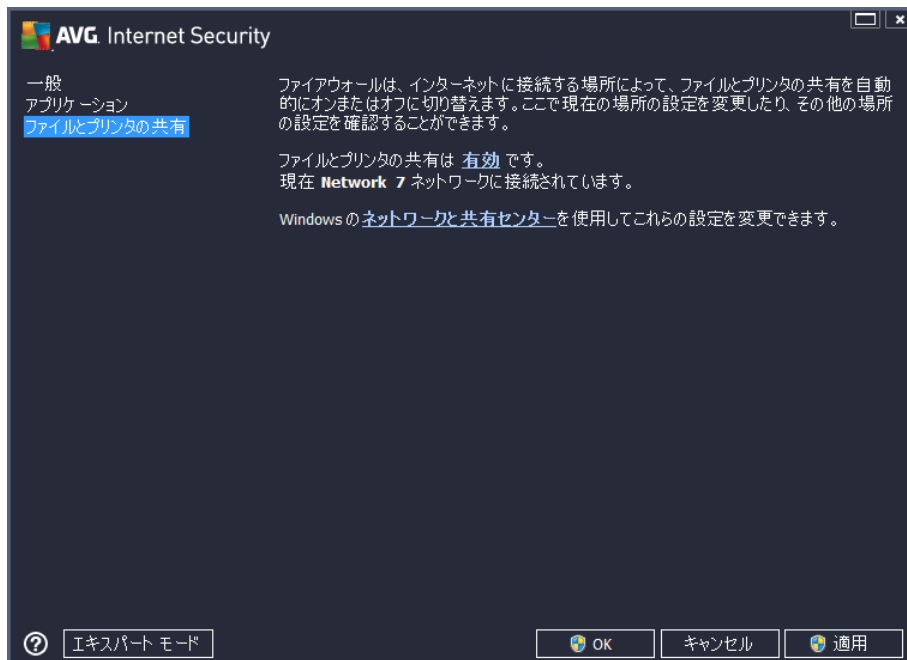 AVG. Internet Security
一般
アプリケーション
ファイルとプリンタの共有
ファイアウォールは、インターネットに接続する場所によって、ファイルとプリンタの共有を自動
的にオンまたはオフに切り替えます。ここで現在の場所の設定を変更したり、その他の場所
の設定を確認することができます。
ファイルとプリンタの共有は 有効 です。
現在 Network 7 ネットワークに接続されています。
Windows のネットワークと共有センターを使用してこれらの設定を変更できます。
? エキスパート モード
OK
キャンセル
適用